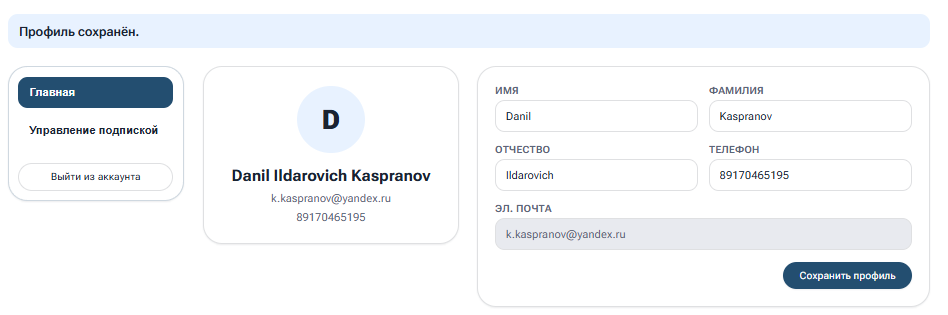 Профиль сохранён.
Главная
Управление подпиской
Выйти из аккаунта
D
Danil Ildarovich Kaspranov
k.kaspranov@yandex.ru
89170465195
ИМЯ
ФАМИЛИЯ
Danil
Kaspranov
ОТЧЕСТВО
ТЕЛЕФОН
Ildarovich
89170465195
ЭЛ. ПОЧТА
k.kaspranov@yandex.ru
Сохранить профиль